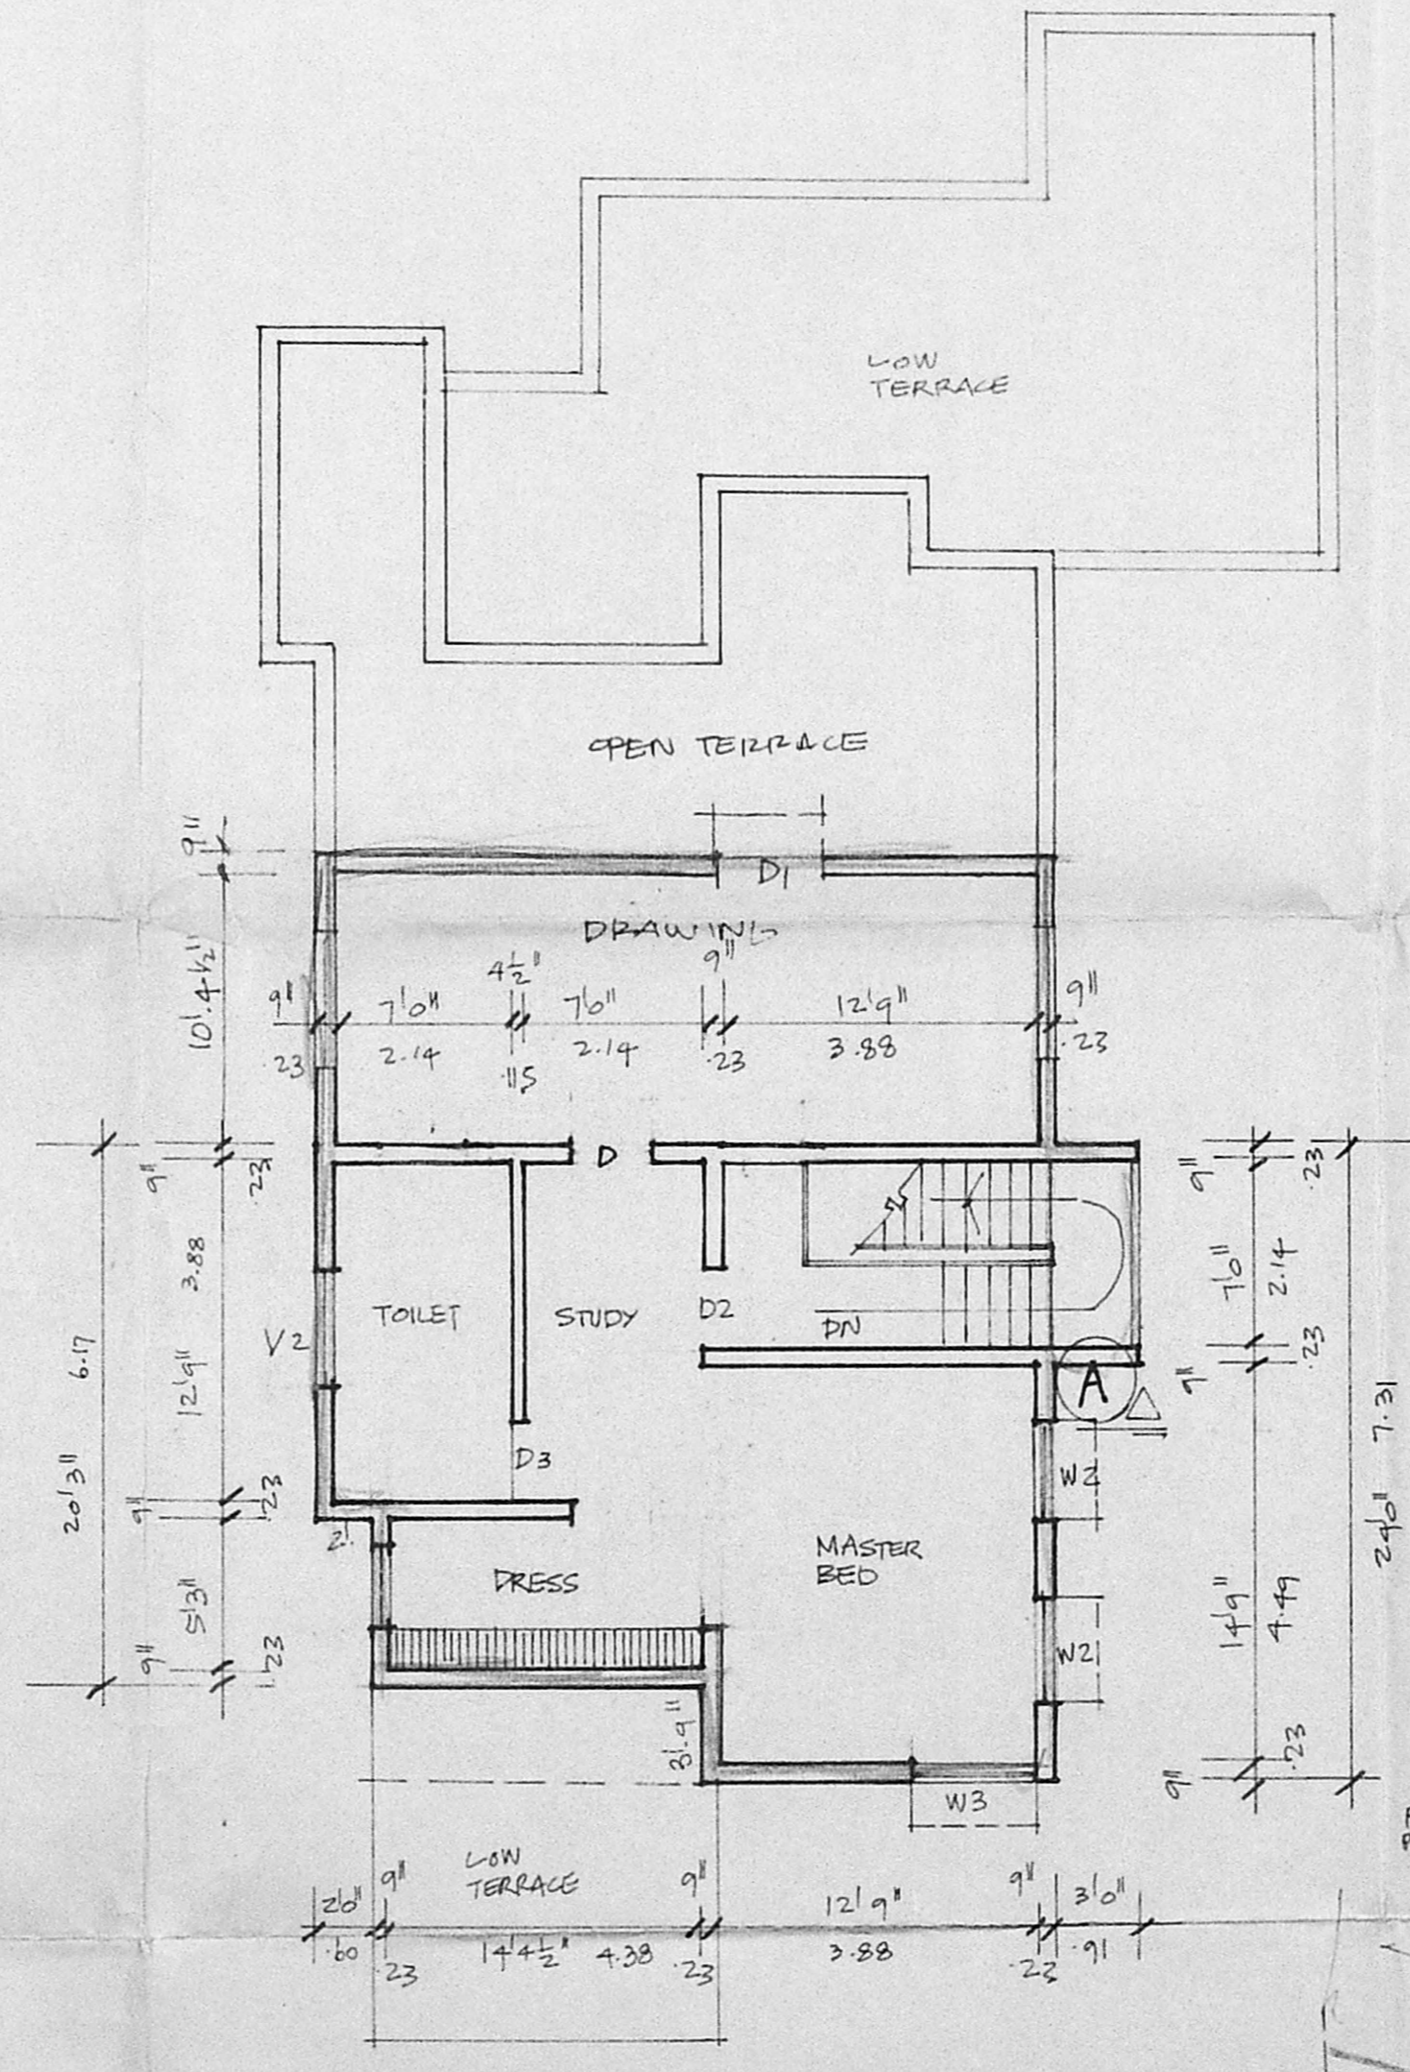 LOW
TERRACE
OPEN TERRACE
D1
DRAWING
9"
10'.4½"
9"
.23
7'0"
2.14
4½"
.115
7'0"
2.14
9"
.23
12'9"
3.88
9"
.23
D
9"
.23
9"
.23
7'0"
2.14
3.88
12'9"
V2
TOILET
STUDY
D2
DN
.23
9"
A
6.17
20'3"
D3
W2
7.31
24'0"
9"
.23
2'.
DRESS
MASTER
BED
5'3"
14'9"
4.49
9"
.23
W2
3'.9"
.23
9"
W3
LOW
TERRACE
2'0"
.60
9"
.23
14'4½" 4.38
9"
.23
12'9"
3.88
9"
.23
3'0"
.91